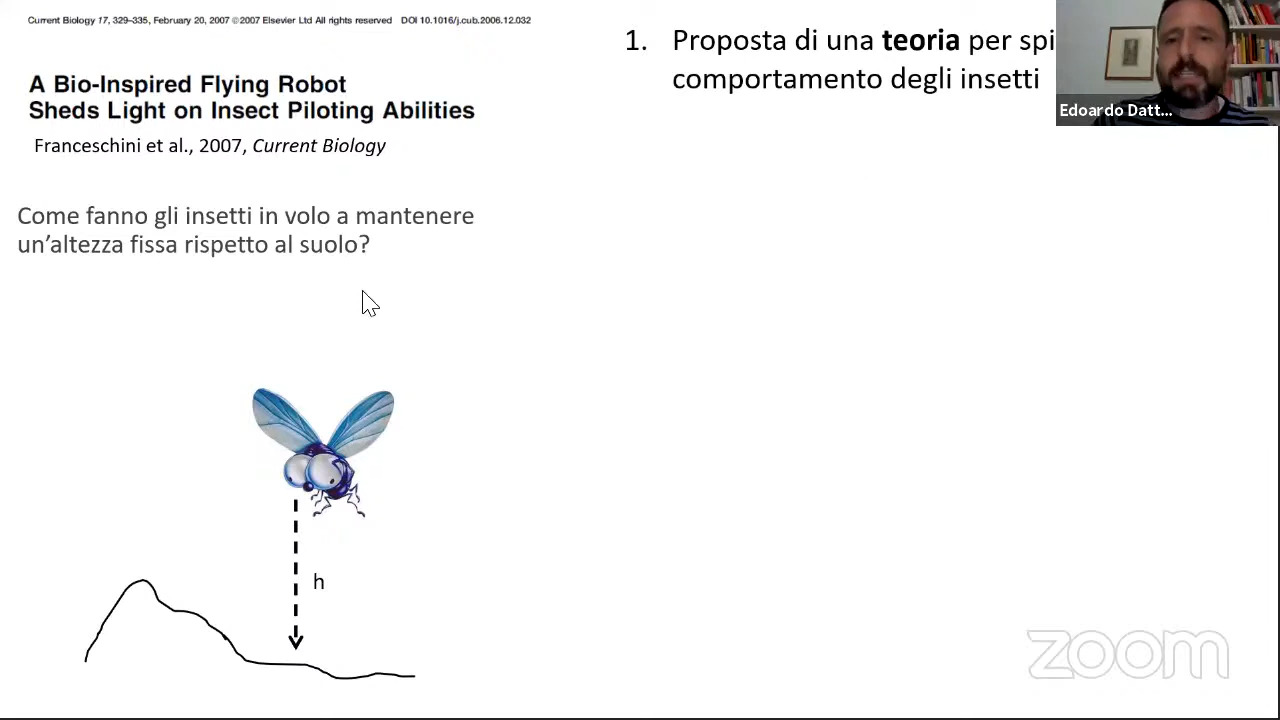 Current Biology 17, 329–335, February 20, 2007 ©2007 Elsevier Ltd All rights reserved DOI 10.1016/j.cub.2006.12.032
A Bio-Inspired Flying Robot
Sheds Light on Insect Piloting Abilities
Franceschini et al., 2007, Current Biology
Come fanno gli insetti in volo a mantenere
un’altezza fissa rispetto al suolo?
h
1. Proposta di una teoria per spi
comportamento degli insetti
Edoardo Datt...
zoom